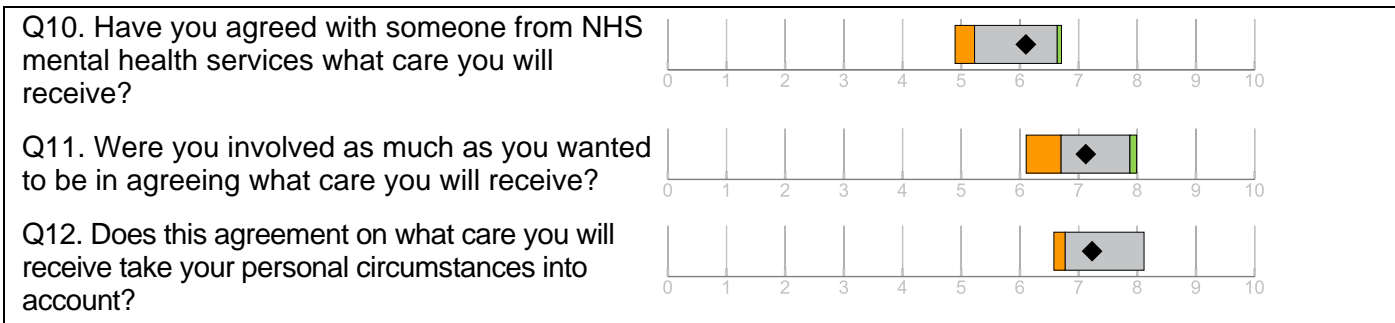 Q10. Have you agreed with someone from NHS
mental health services what care you will
receive?
0 1 2 3 4 5 6 7 8 9 10
Q11. Were you involved as much as you wanted
to be in agreeing what care you will receive?
0 1 2 3 4 5 6 7 8 9 10
Q12. Does this agreement on what care you will
receive take your personal circumstances into
account?
0 1 2 3 4 5 6 7 8 9 10